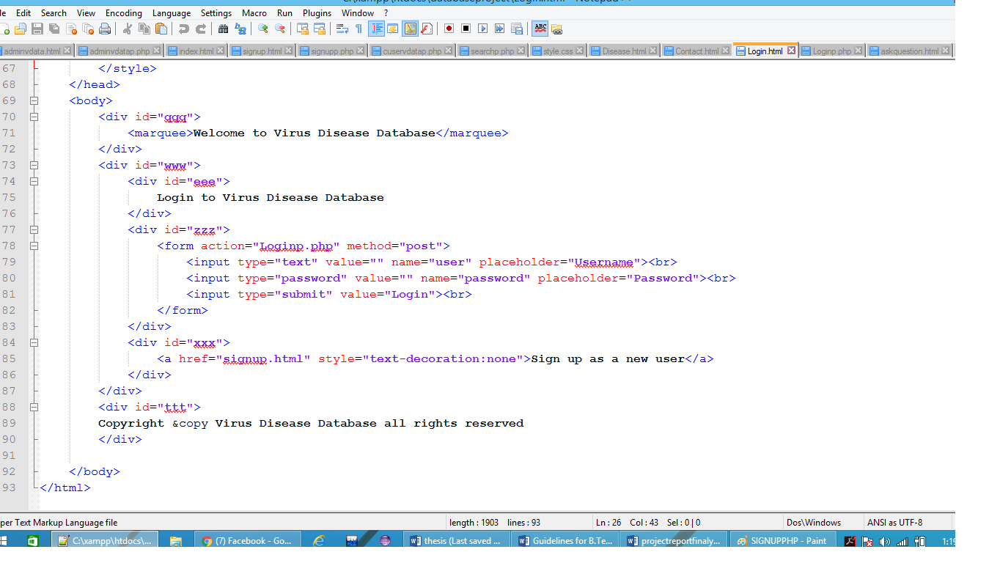 C:\xampp\htdocs\databaseproject\Login.html - Notepad++
le Edit Search View Encoding Language Settings Macro Run Plugins Window ?
adminvdata.html adminvdatap.php index.html signup.html signupp.php cuservdatap.php searchp.php style.css Disease.html Contact.html Login.html Loginp.php askquestion.html
67 </style>
68 </head>
69 <body>
70 <div id="qqq">
71 <marquee>Welcome to Virus Disease Database</marquee>
72 </div>
73 <div id="www">
74 <div id="eee">
75 Login to Virus Disease Database
76 </div>
77 <div id="zzz">
78 <form action="Loginp.php" method="post">
79 <input type="text" value="" name="user" placeholder="Username"><br>
80 <input type="password" value="" name="password" placeholder="Password"><br>
81 <input type="submit" value="Login"><br>
82 </form>
83 </div>
84 <div id="xxx">
85 <a href="signup.html" style="text-decoration:none">Sign up as a new user</a>
86 </div>
87 </div>
88 <div id="ttt">
89 Copyright &copy Virus Disease Database all rights reserved
90 </div>
91
92 </body>
93 </html>
per Text Markup Language file length : 1903 lines : 93 Ln : 26 Col : 43 Sel : 0 | 0 Dos\Windows ANSI as UTF-8
C:\xampp\htdocs\... (7) Facebook - Go... thesis (Last saved ... Guidelines for B.Te... projectreportfinaly... SIGNUPPHP - Paint 1:19